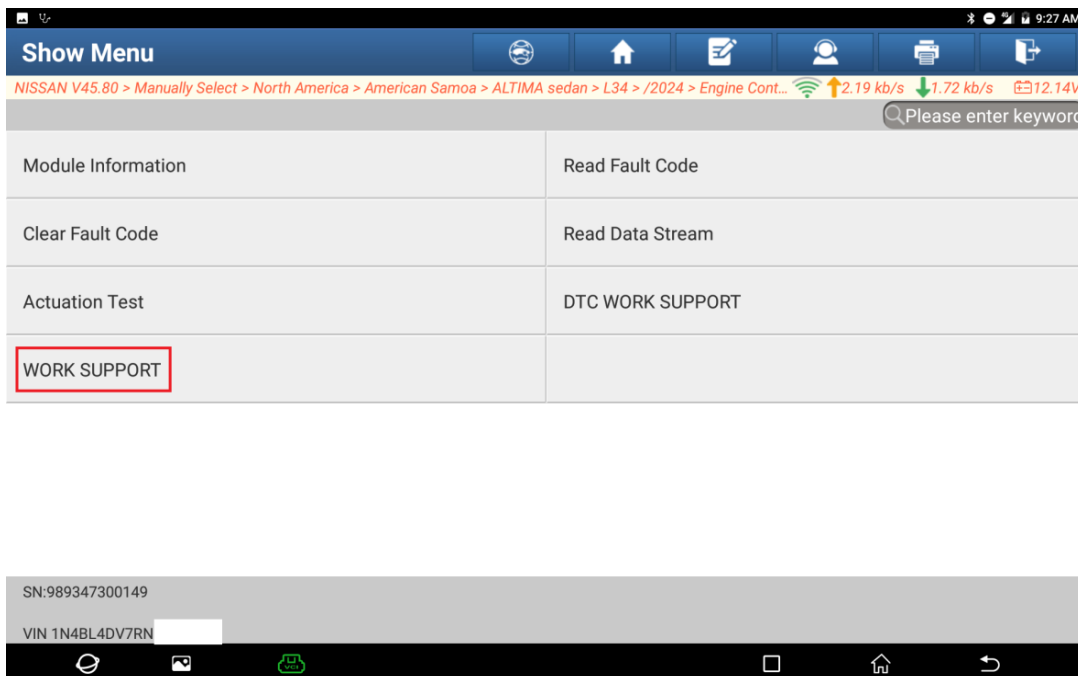 9:27 AM
Show Menu
NISSAN V45.80 > Manually Select > North America > American Samoa > ALTIMA sedan > L34 > /2024 > Engine Cont... 2.19 kb/s 1.72 kb/s 12.14V
Please enter keyword
Module Information
Read Fault Code
Clear Fault Code
Read Data Stream
Actuation Test
DTC WORK SUPPORT
WORK SUPPORT
SN:989347300149
VIN 1N4BL4DV7RN
VCI